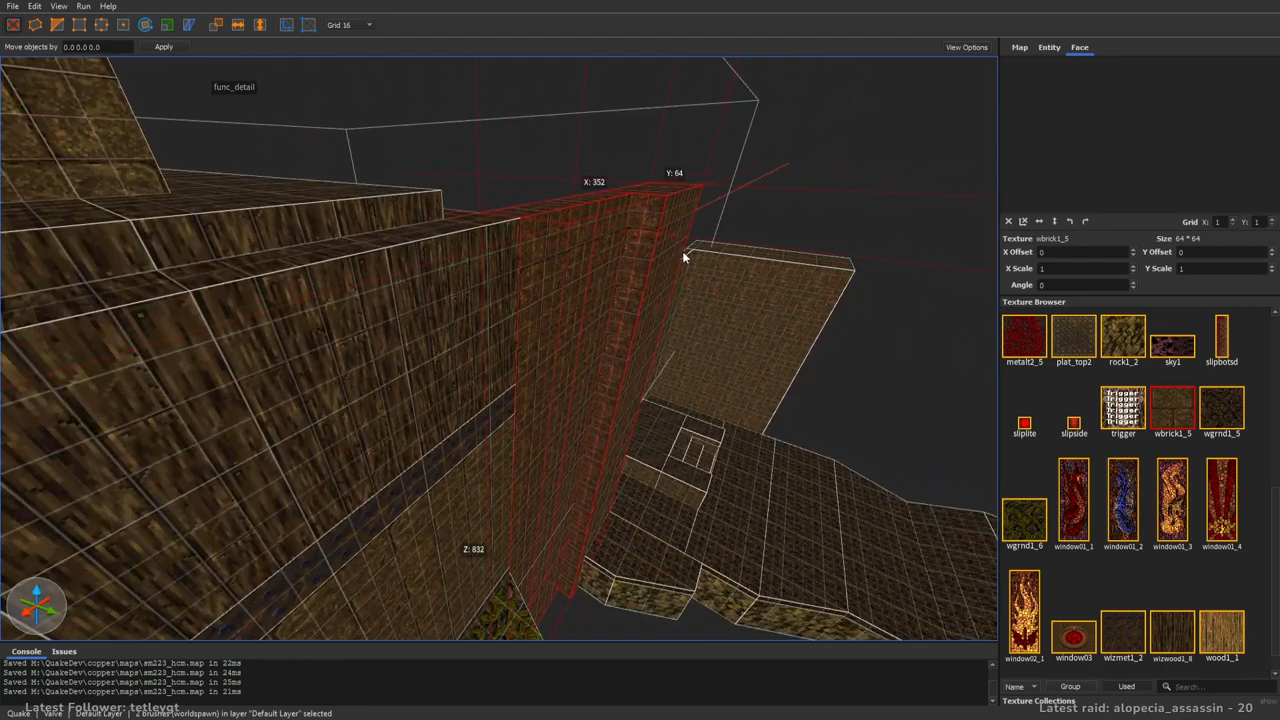 File Edit View Run Help
Grid 16
Move objects by 0.0 0.0 0.0 Apply View Options
Map Entity Face
func_detail
Y: 64
X: 352
Z: 832
Grid X: 1 Y: 1
Texture wbrick1_5 Size 64 * 64
X Offset 0 Y Offset 0
X Scale 1 Y Scale 1
Angle 0
Texture Browser
metalt2_5 plat_top2 rock1_2 sky1 slipbotsd
Trigger
Trigger
Trigger
Trigger
sliplite slipside trigger wbrick1_5 wgrnd1_5
wgrnd1_6 window01_1 window01_2 window01_3 window01_4
window02_1 window03 wizmet1_2 wizwood1_8 wood1_1
Name Group Used Search...
Texture Collections show
Console Issues
Saved M:\QuakeDev\copper\maps\sm223_hcm.map in 22ms
Saved M:\QuakeDev\copper\maps\sm223_hcm.map in 24ms
Saved M:\QuakeDev\copper\maps\sm223_hcm.map in 25ms
Saved M:\QuakeDev\copper\maps\sm223_hcm.map in 21ms
Latest Follower: tetleyqt
Latest raid: alopecia_assassin - 20
Quake Valve Default Layer 2 brushes (worldspawn) in layer "Default Layer" selected